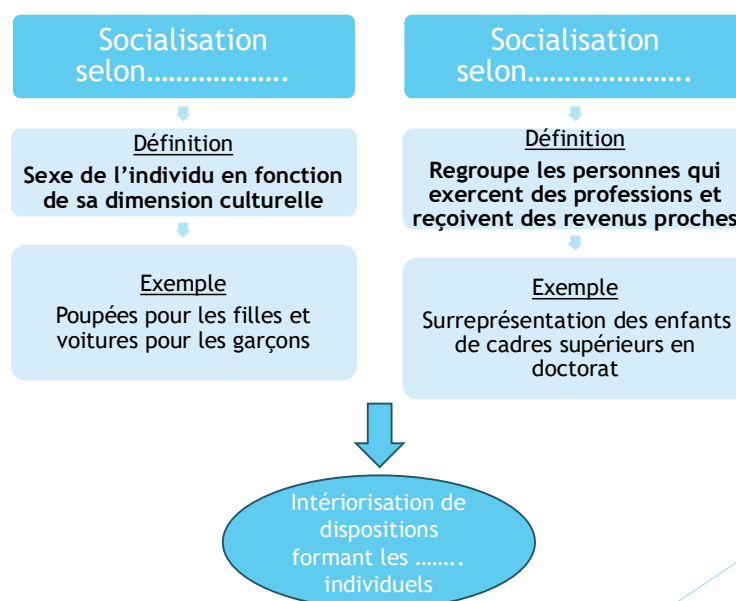 Socialisation
selon...................
Définition
Sexe de l'individu en fonction
de sa dimension culturelle
Exemple
Poupées pour les filles et
voitures pour les garçons
Socialisation
selon......................
Définition
Regroupe les personnes qui
exercent des professions et
reçoivent des revenus proches
Exemple
Surreprésentation des enfants
de cadres supérieurs en
doctorat
Intériorisation de
dispositions
formant les ........
individuels